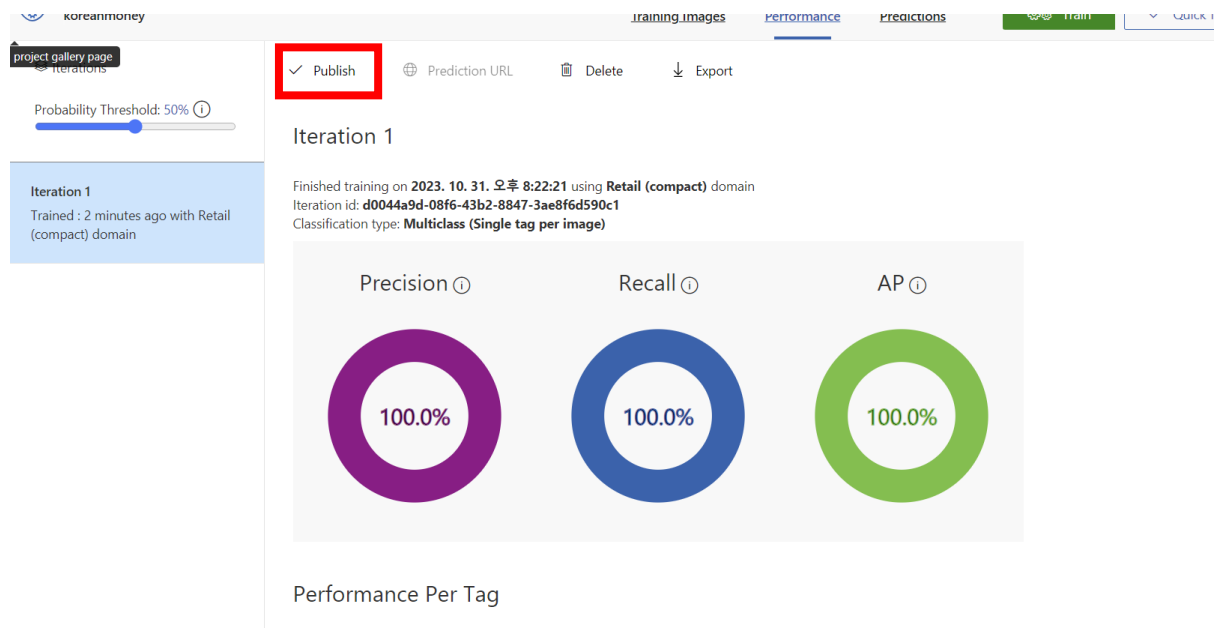 koreanmoney
Training Images
Performance
Predictions
Train
Quick
project gallery page
Iterations
Publish
Prediction URL
Delete
Export
Probability Threshold: 50%
Iteration 1
Iteration 1
Trained : 2 minutes ago with Retail
(compact) domain
Finished training on 2023. 10. 31. 오후 8:22:21 using Retail (compact) domain
Iteration id: d0044a9d-08f6-43b2-8847-3ae8f6d590c1
Classification type: Multiclass (Single tag per image)
Precision
Recall
AP
100.0%
100.0%
100.0%
Performance Per Tag